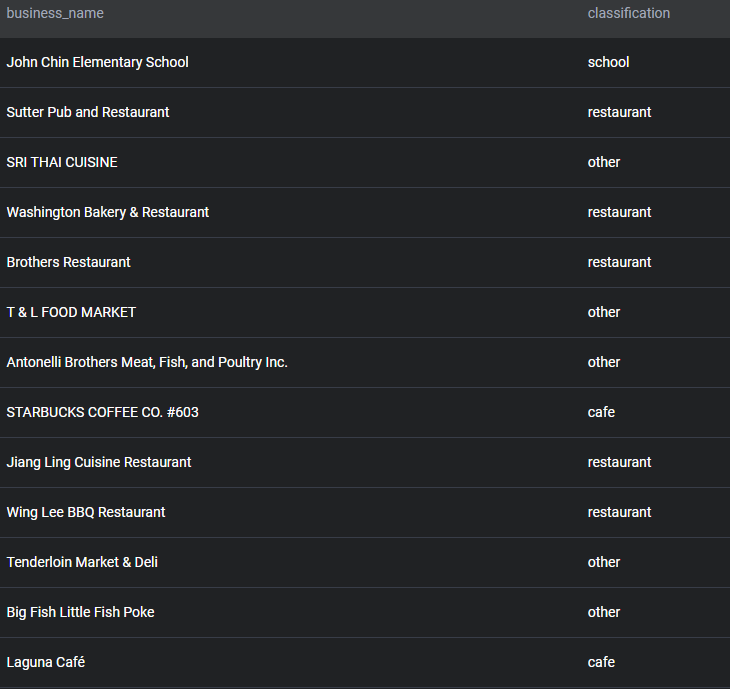 business_name classification
John Chin Elementary School school
Sutter Pub and Restaurant restaurant
SRI THAI CUISINE other
Washington Bakery & Restaurant restaurant
Brothers Restaurant restaurant
T & L FOOD MARKET other
Antonelli Brothers Meat, Fish, and Poultry Inc. other
STARBUCKS COFFEE CO. #603 cafe
Jiang Ling Cuisine Restaurant restaurant
Wing Lee BBQ Restaurant restaurant
Tenderloin Market & Deli other
Big Fish Little Fish Poke other
Laguna Café cafe